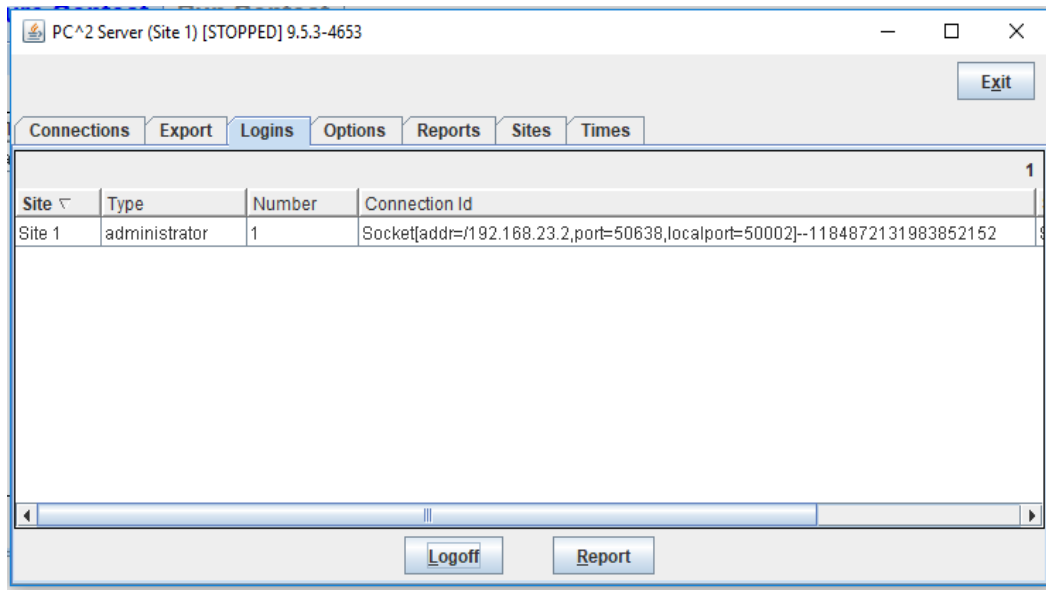 PC^2 Server (Site 1) [STOPPED] 9.5.3-4653
Exit
Connections Export Logins Options Reports Sites Times
1
Site Type Number Connection Id
Site 1 administrator 1 Socket[addr=/192.168.23.2,port=50638,localport=50002]--1184872131983852152
Logoff Report